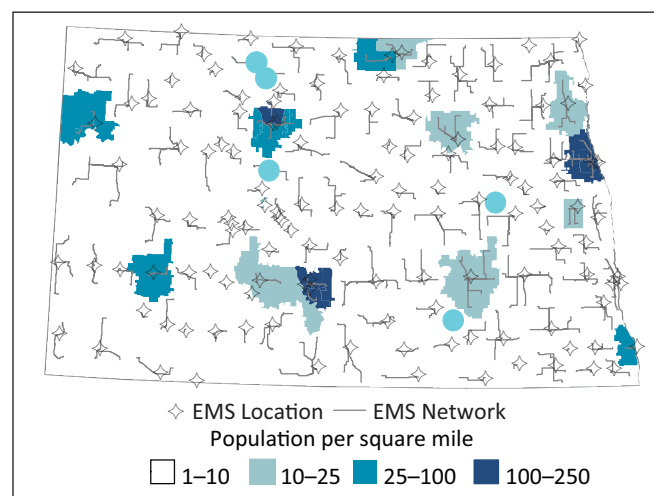 EMS Location EMS Network
Population per square mile
1–10 10–25 25–100 100–250